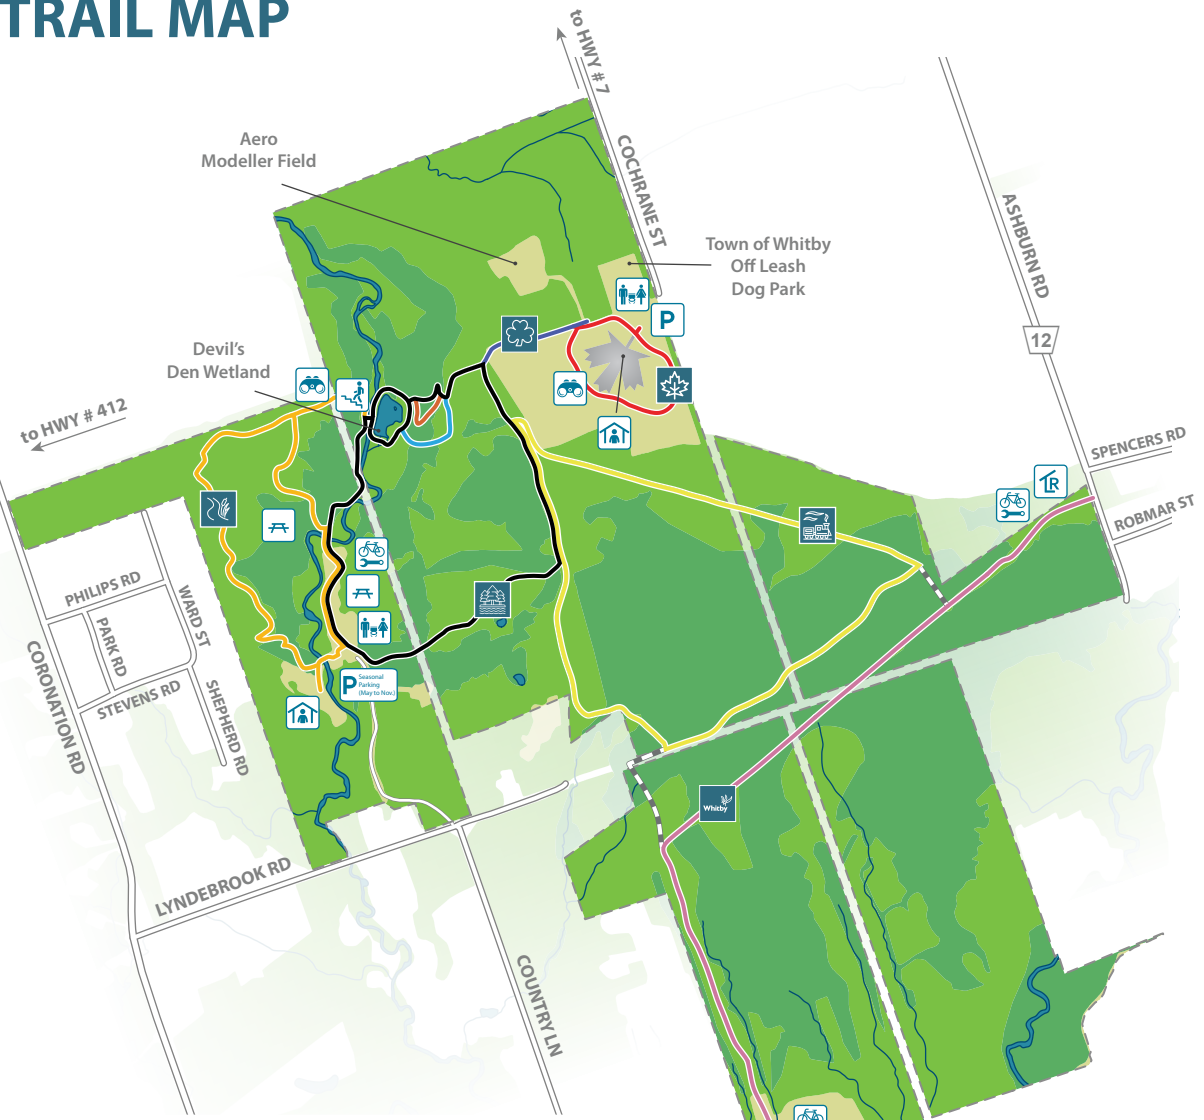 TRAIL MAP
to HWY # 7
COCHRANE ST
Aero
Modeller Field
Town of Whitby
Off Leash
Dog Park
ASHBURN RD
12
P
Devil's
Den Wetland
to HWY # 412
SPENCERS RD
LR
ROBMAR ST
PHILIPS RD
WARD ST
PARK RD
STEVENS RD
SHEPHERD RD
CORONATION RD
P
Seasonal
Parking
(May to Nov.)
Whitby
LYNDEBROOK RD
COUNTRY LN